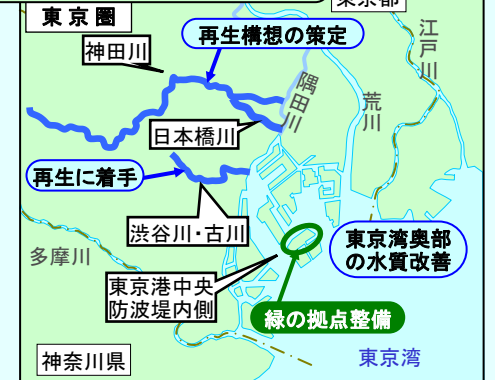 東京都
東京圏
再生構想の策定
神田川
江戸川
隅田川
荒川
日本橋川
再生に着手
渋谷川・古川
東京湾奥部
の水質改善
多摩川
東京港中央
防波堤内側
緑の拠点整備
神奈川県
東京湾